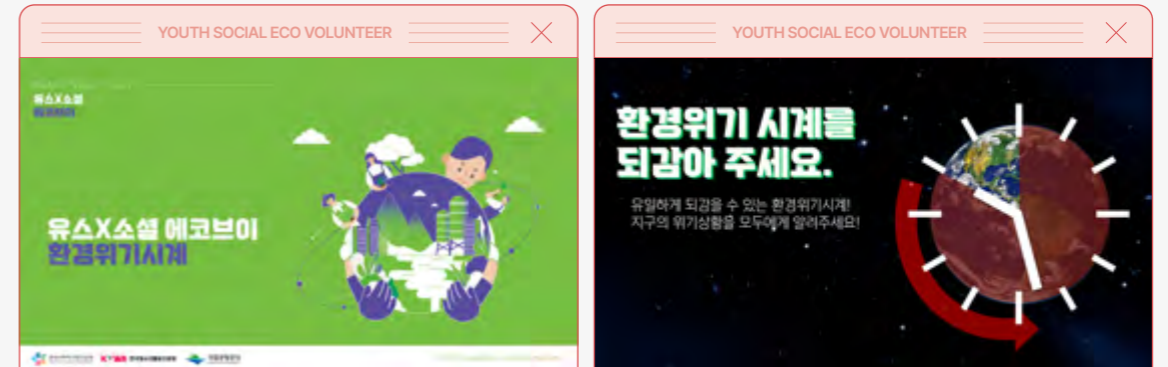 YOUTH SOCIAL ECO VOLUNTEER
유스X소셜
에코브이
유스X소셜 에코브이
환경위기시계
YOUTH SOCIAL ECO VOLUNTEER
환경위기 시계를
되감아 주세요.
유일하게 되감을 수 있는 환경위기시계!
지구의 위기상황을 모두에게 알려주세요!